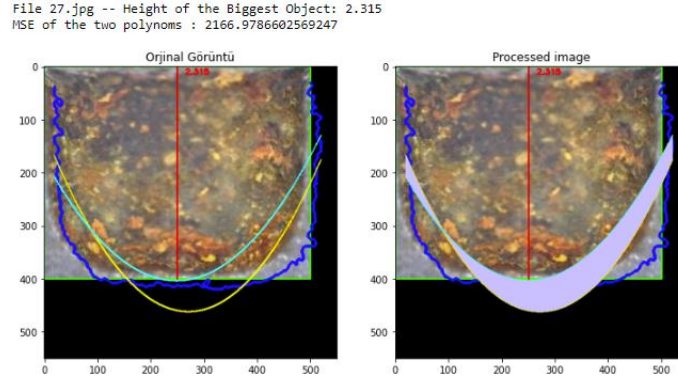 File 27.jpg -- Height of the Biggest Object: 2.315
MSE of the two polynoms : 2166.9786602569247
Orjinal Görüntü
Processed image
0
100
200
300
400
500
0 100 200 300 400 500
2.315
0
100
200
300
400
500
0 100 200 300 400 500
2.315